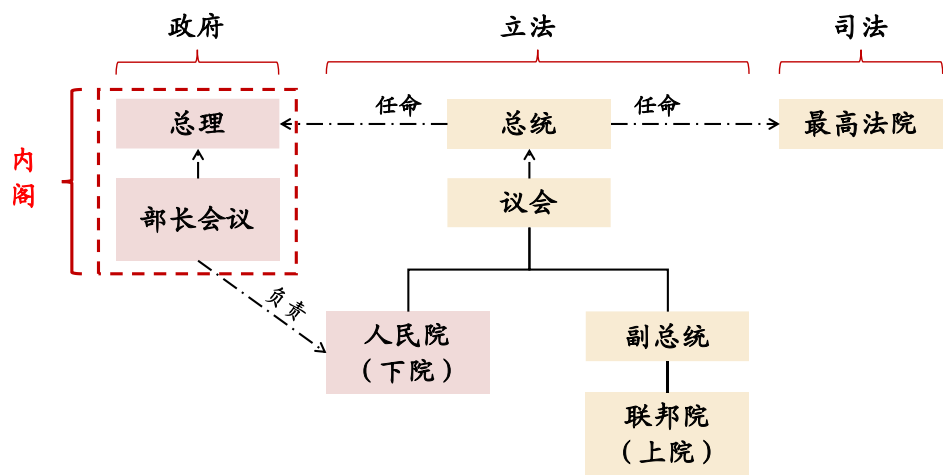 政府
立法
司法
总理
任命
总统
任命
最高法院
内
阁
部长会议
议会
负责
人民院
（下院）
副总统
联邦院
（上院）